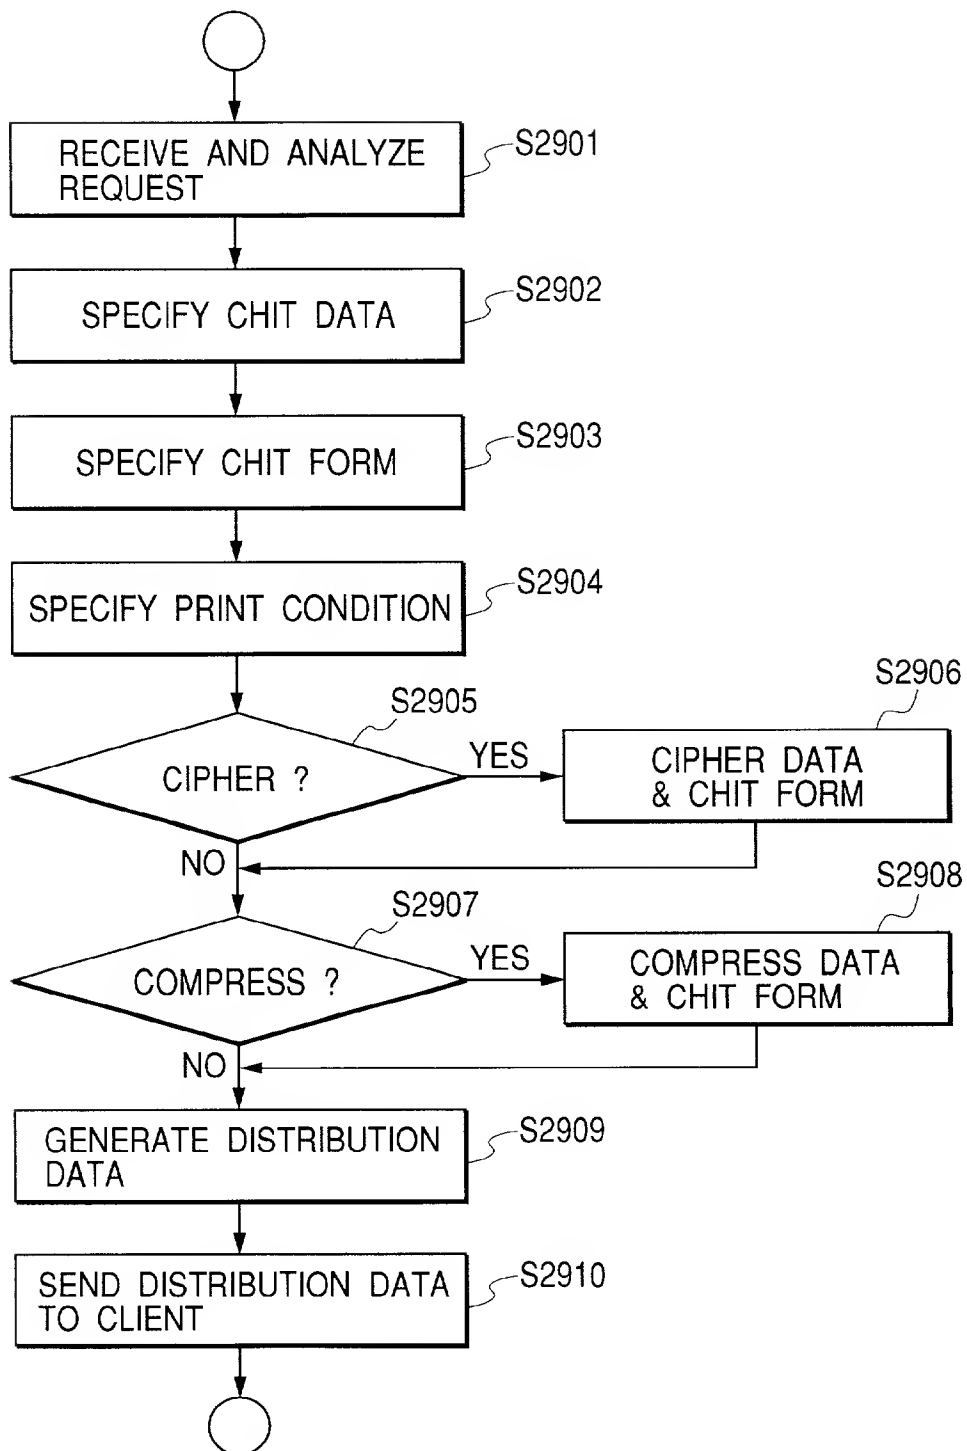 S2901
RECEIVE AND ANALYZE
REQUEST
S2902
SPECIFY CHIT DATA
S2903
SPECIFY CHIT FORM
S2904
SPECIFY PRINT CONDITION
S2905
CIPHER ?
YES
S2906
CIPHER DATA
& CHIT FORM
NO
S2907
COMPRESS ?
YES
S2908
COMPRESS DATA
& CHIT FORM
NO
S2909
GENERATE DISTRIBUTION
DATA
S2910
SEND DISTRIBUTION DATA
TO CLIENT